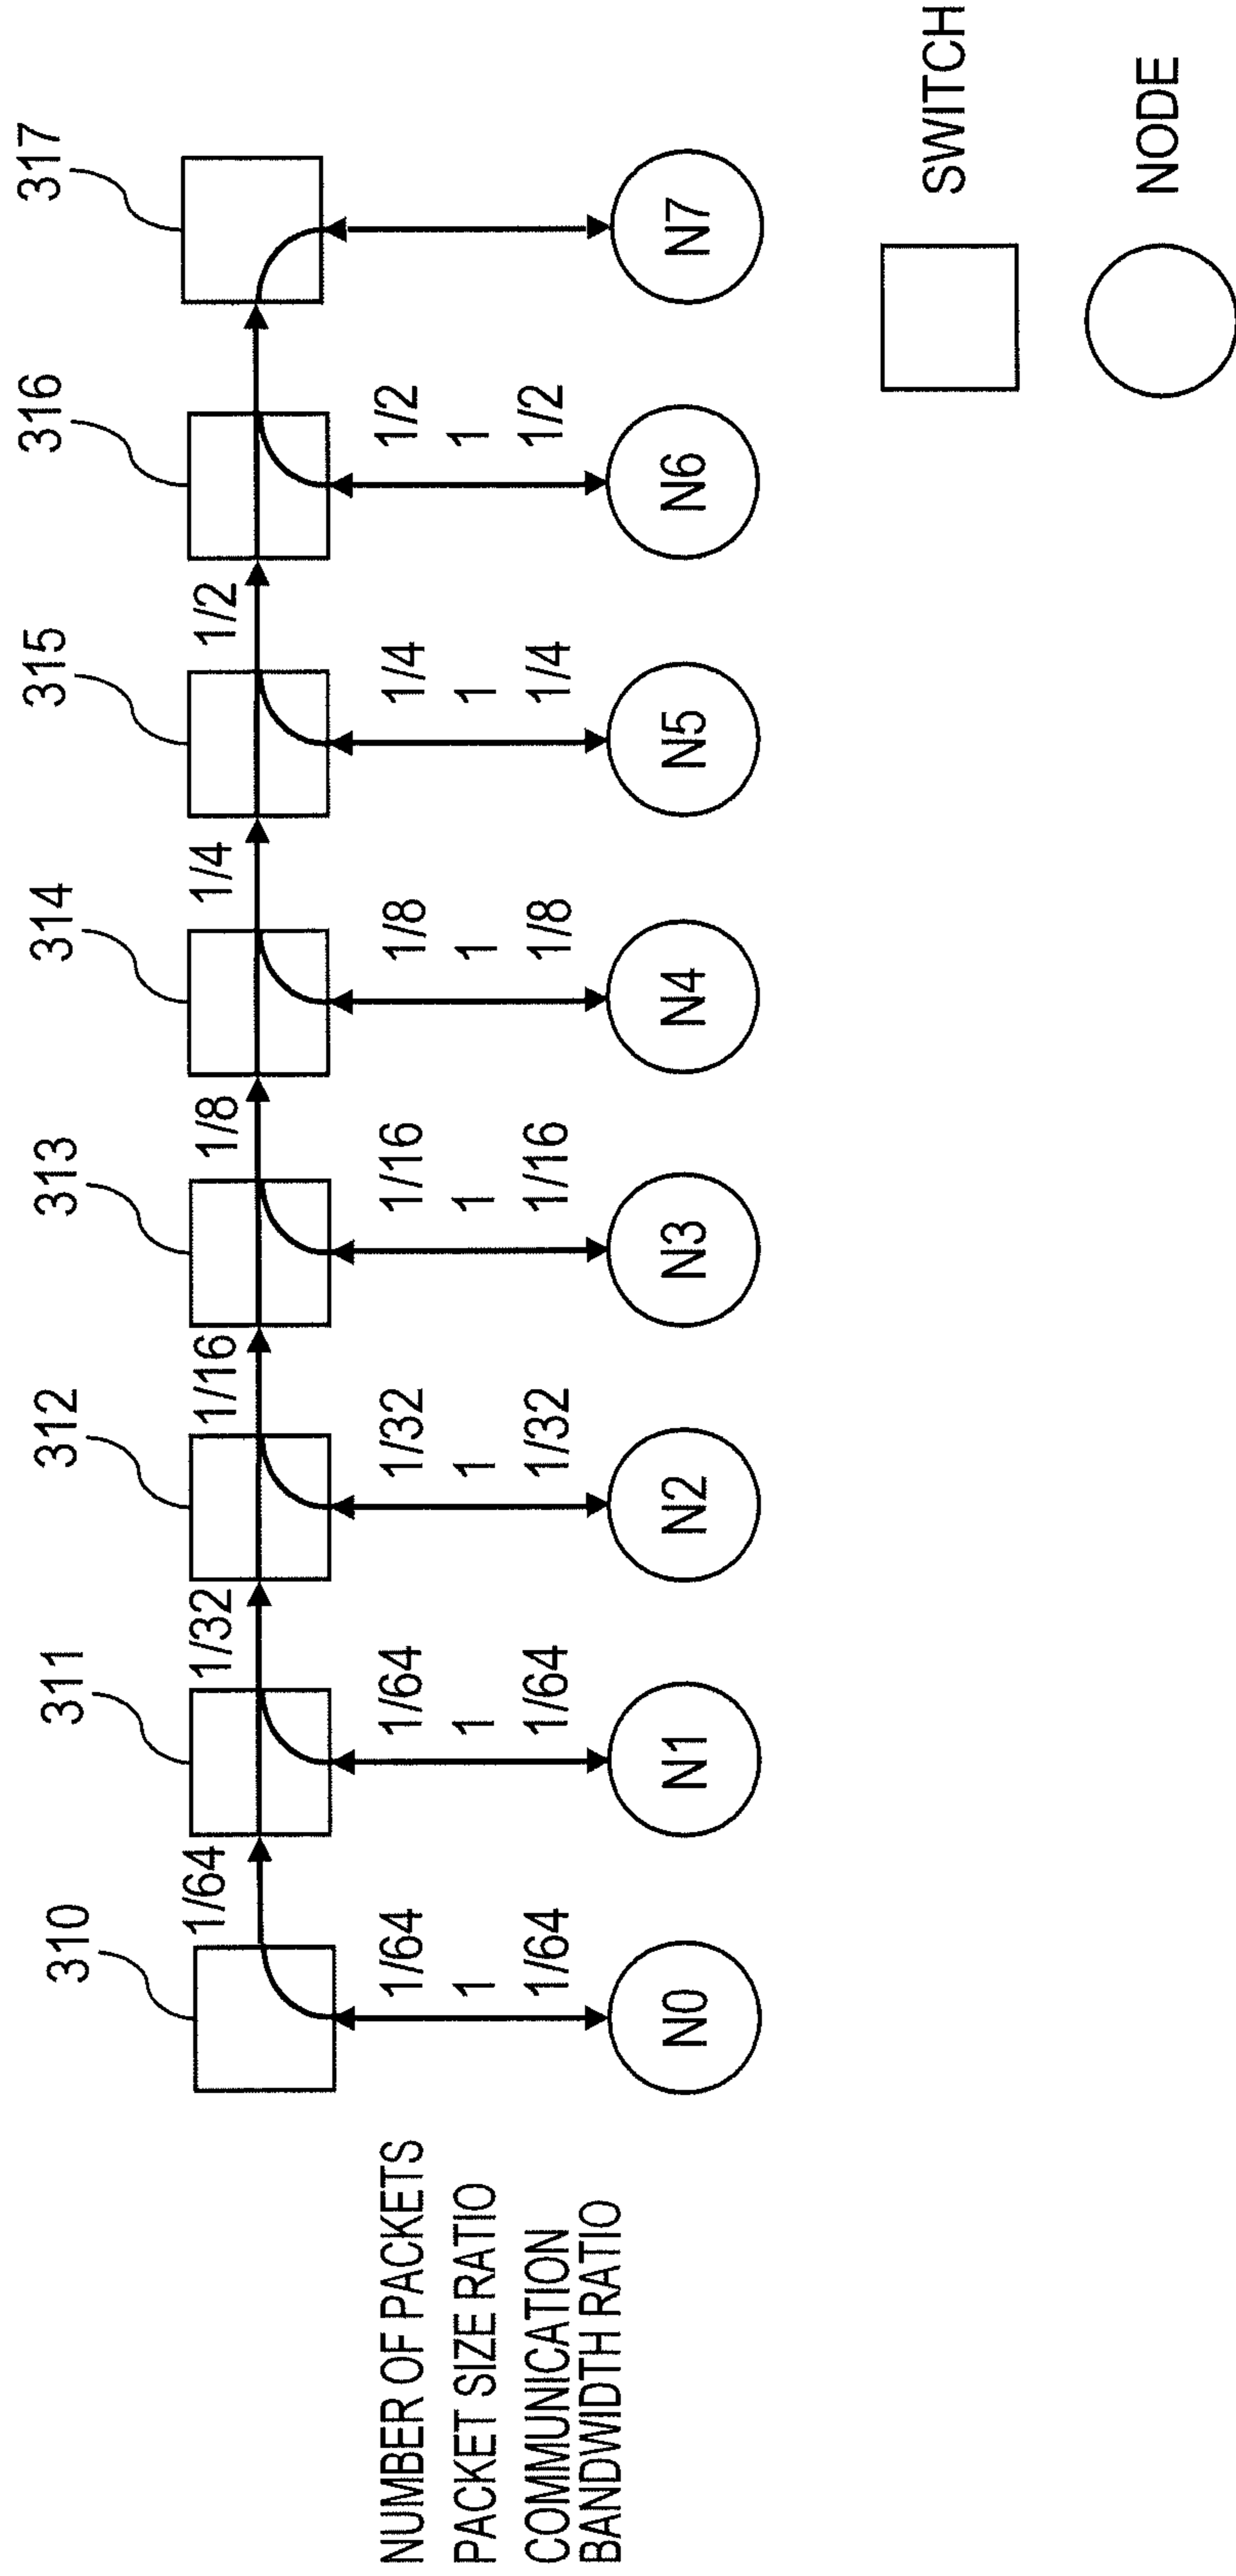 310
311
312
313
314
315
316
317
1/64
1/32
1/16
1/8
1/4
1/2
NUMBER OF PACKETS
1/64
1/64
1/32
1/16
1/8
1/4
1/2
PACKET SIZE RATIO
1
1
1
1
1
1
1
COMMUNICATION
BANDWIDTH RATIO
1/64
1/64
1/32
1/16
1/8
1/4
1/2
N0
N1
N2
N3
N4
N5
N6
N7
SWITCH
NODE